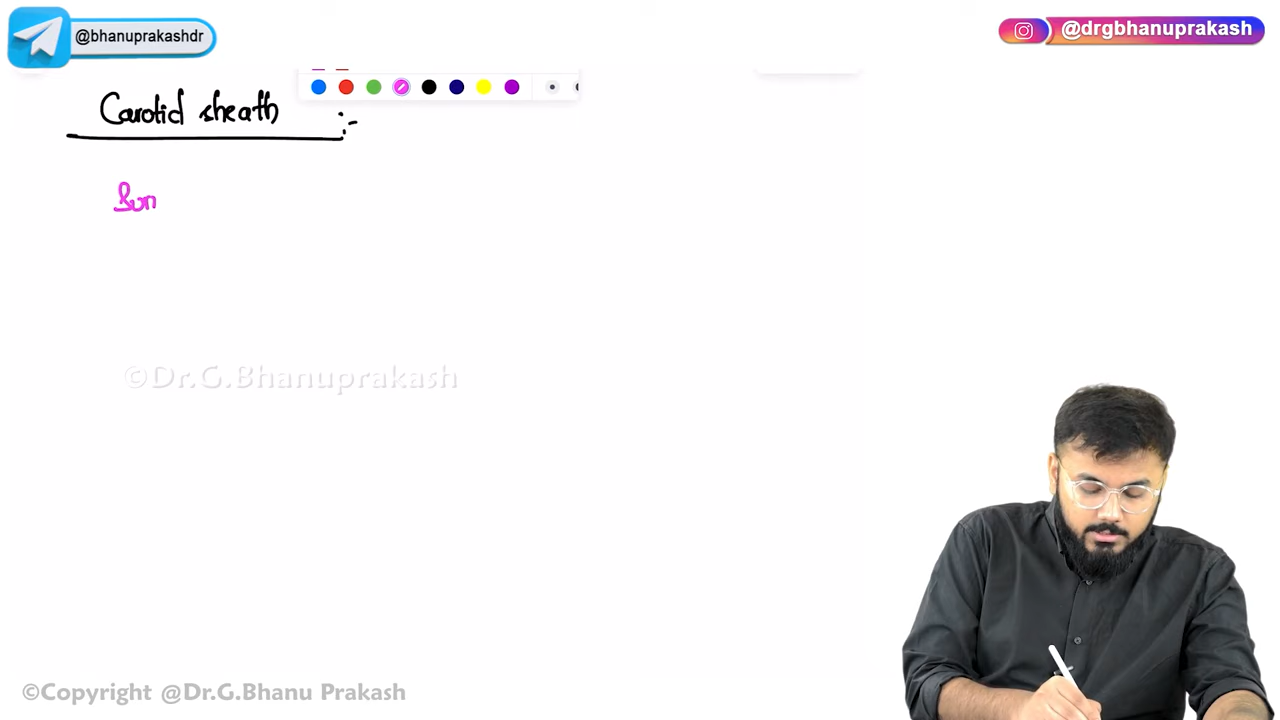 @bhanuprakashdr
@drgbhanuprakash
Carotid sheath :-
©Dr.G.Bhanuprakash
©Copyright @Dr.G.Bhanu Prakash